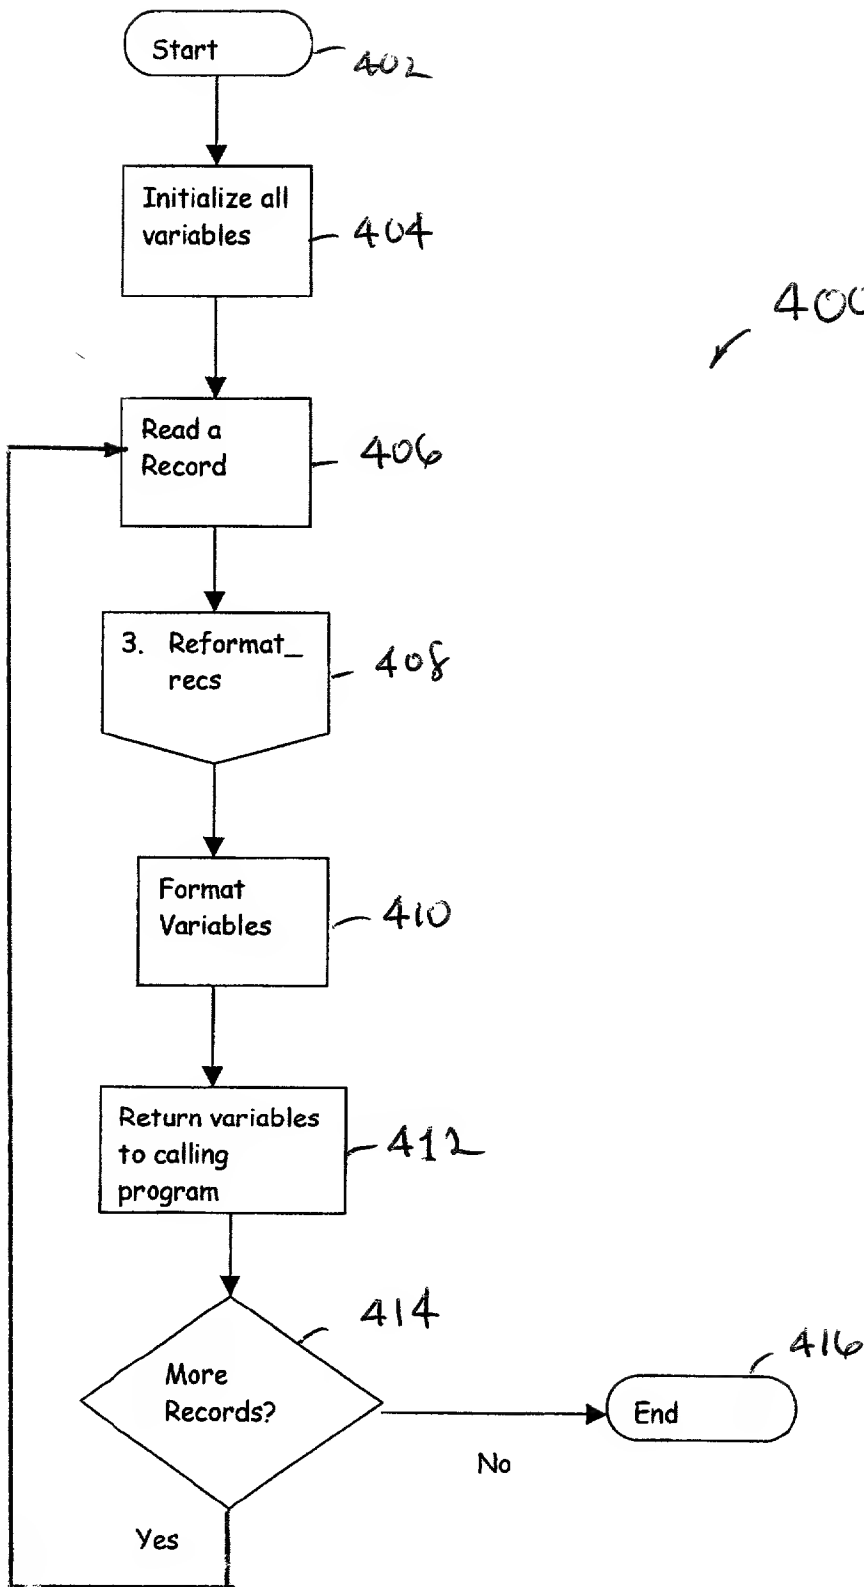 Start
402
Initialize all
variables
404
400
Read a
Record
406
3. Reformat_
recs
408
Format
Variables
410
Return variables
to calling
program
412
414
More
Records?
416
End
No
Yes